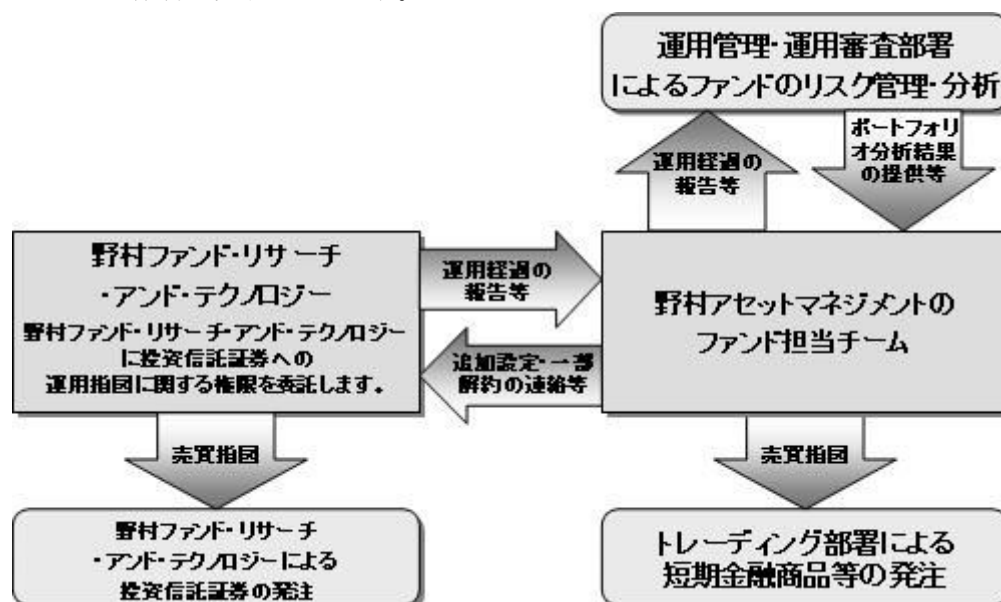 運用管理・運用審査部署
によるファンドのリスク管理・分析
運用経過の
報告等
ポートフォリ
オ分析結果
の提供等
野村ファンド・リサーチ
・アンド・テクノロジー
野村ファンド・リサーチ・アンド・テクノロジー
に投資信託証券への
運用指図に関する権限を委託します。
運用経過の
報告等
追加設定・一部
解約の連絡等
野村アセットマネジメントの
ファンド担当チーム
売買指図
売買指図
野村ファンド・リサーチ
・アンド・テクノロジーによる
投資信託証券の発注
トレーディング部署による
短期金融商品等の発注